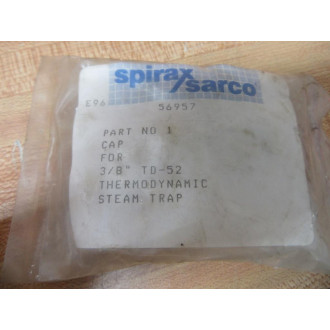 spirax
/sarco
E96 56957
PART NO 1
CAP
FOR
3/8" TD-52
THERMODYNAMIC
STEAM TRAP